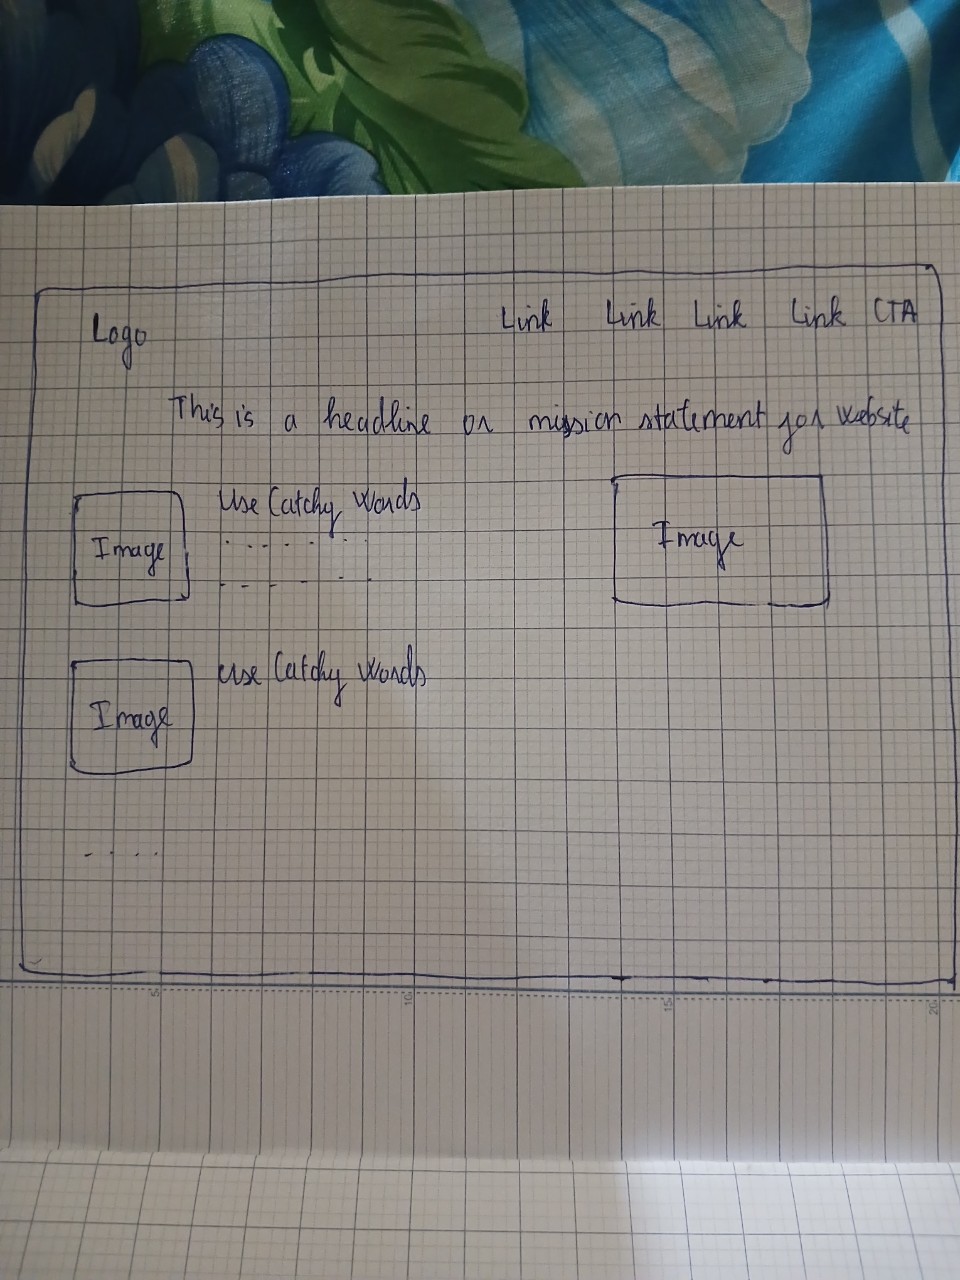 Logo Link Link Link Link CTA
This is a headline or mission statement for website
Use Catchy Words
Image
Image
Use Catchy Words
Image
5
10
15
20